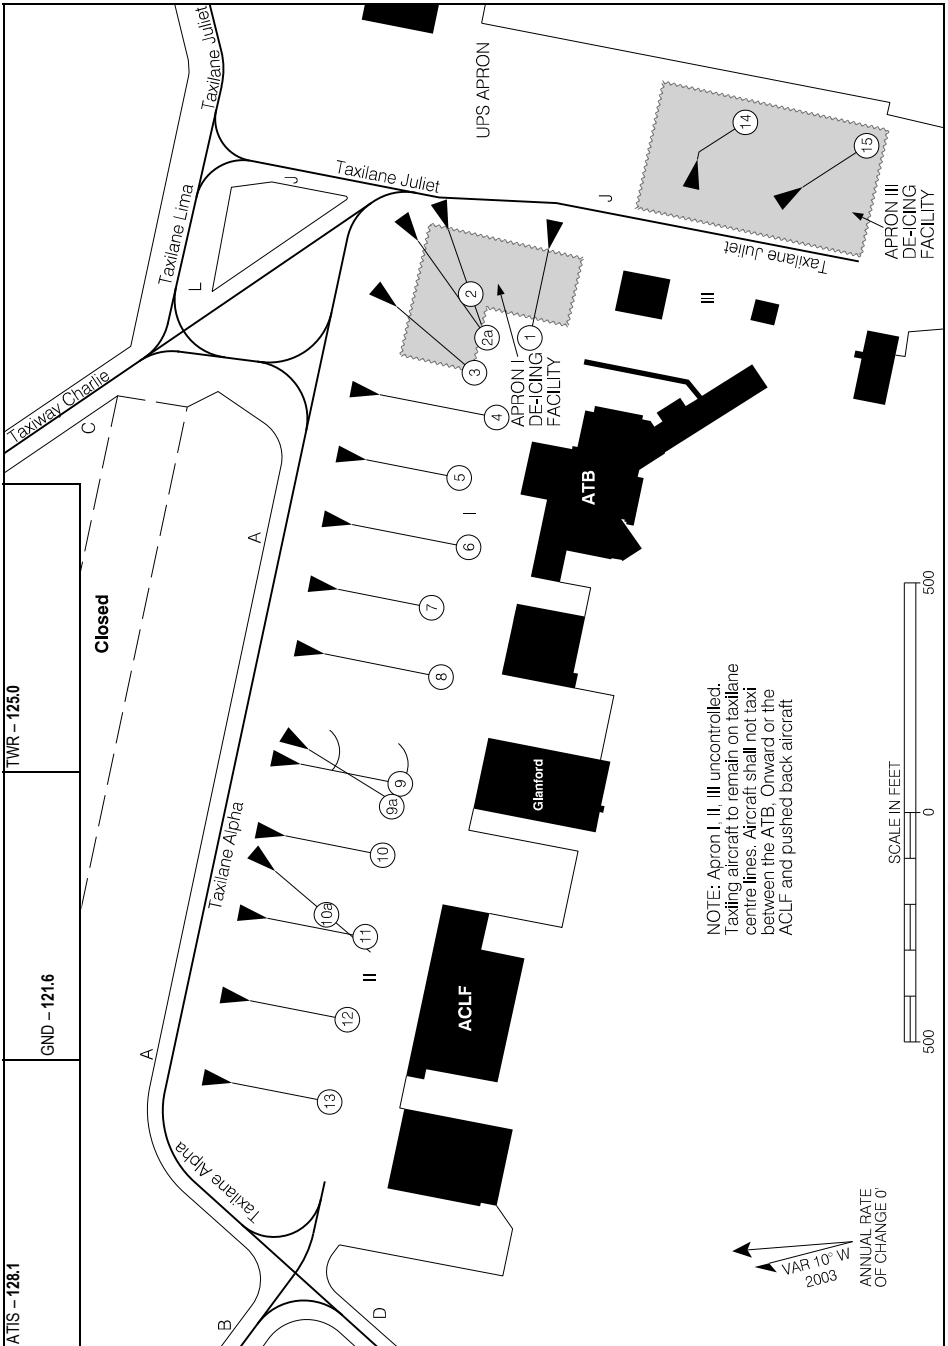 ATIS – 128.1
GND – 121.6
TWR – 125.0
Closed
Taxiway Charlie
C
Taxilane Lima
L
Taxilane Juliet
J
Taxilane Juliet
J
Taxilane Juliet
UPS APRON
14
15
APRON III
DE-ICING
FACILITY
III
1
2
2a
3
APRON I
DE-ICING
FACILITY
4
5
I
6
7
8
9
9a
10
10a
11
II
12
13
A
Taxilane Alpha
A
Taxilane Alpha
B
D
ATB
Glanford
ACLF
NOTE: Apron I, II, III uncontrolled.
Taxiing aircraft to remain on taxilane
centre lines. Aircraft shall not taxi
between the ATB, Onward or the
ACLF and pushed back aircraft
SCALE IN FEET
500
0
500
VAR 10° W
2003
ANNUAL RATE
OF CHANGE 0'